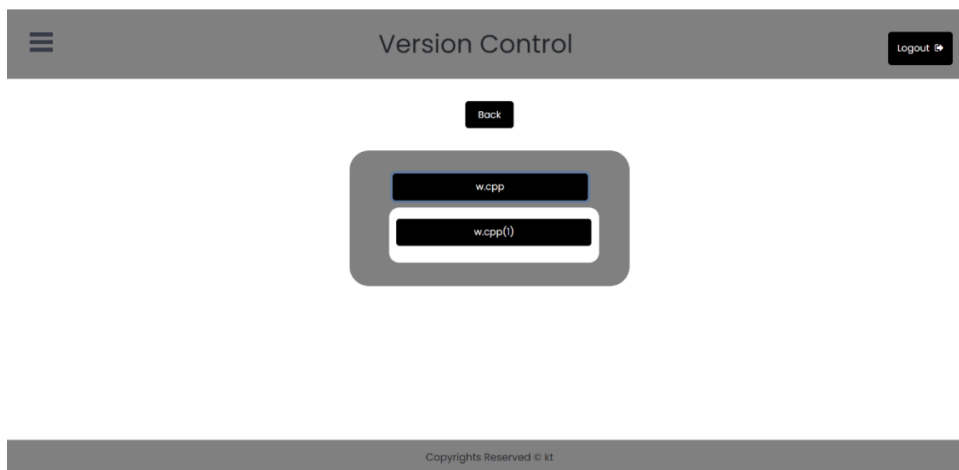 Version Control
Logout
Back
w.cpp
w.cpp(1)
Copyrights Reserved © kt